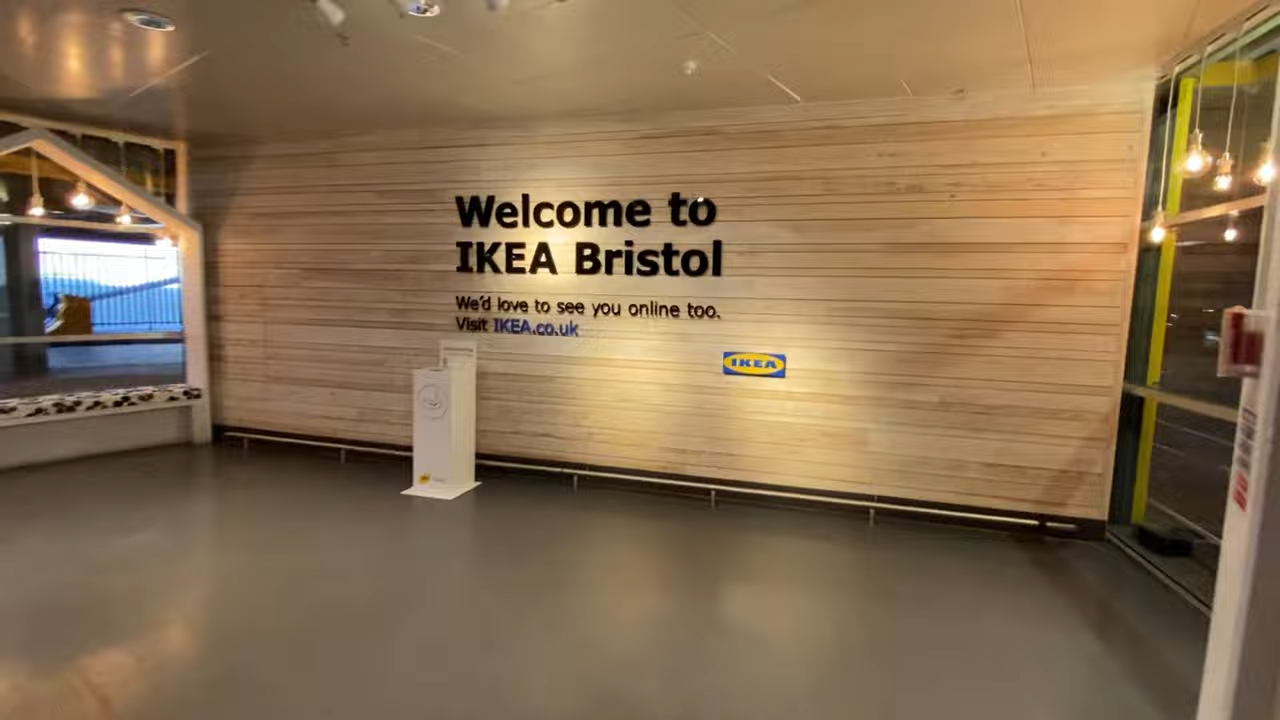 Welcome to
IKEA Bristol
We'd love to see you online too.
Visit IKEA.co.uk
IKEA